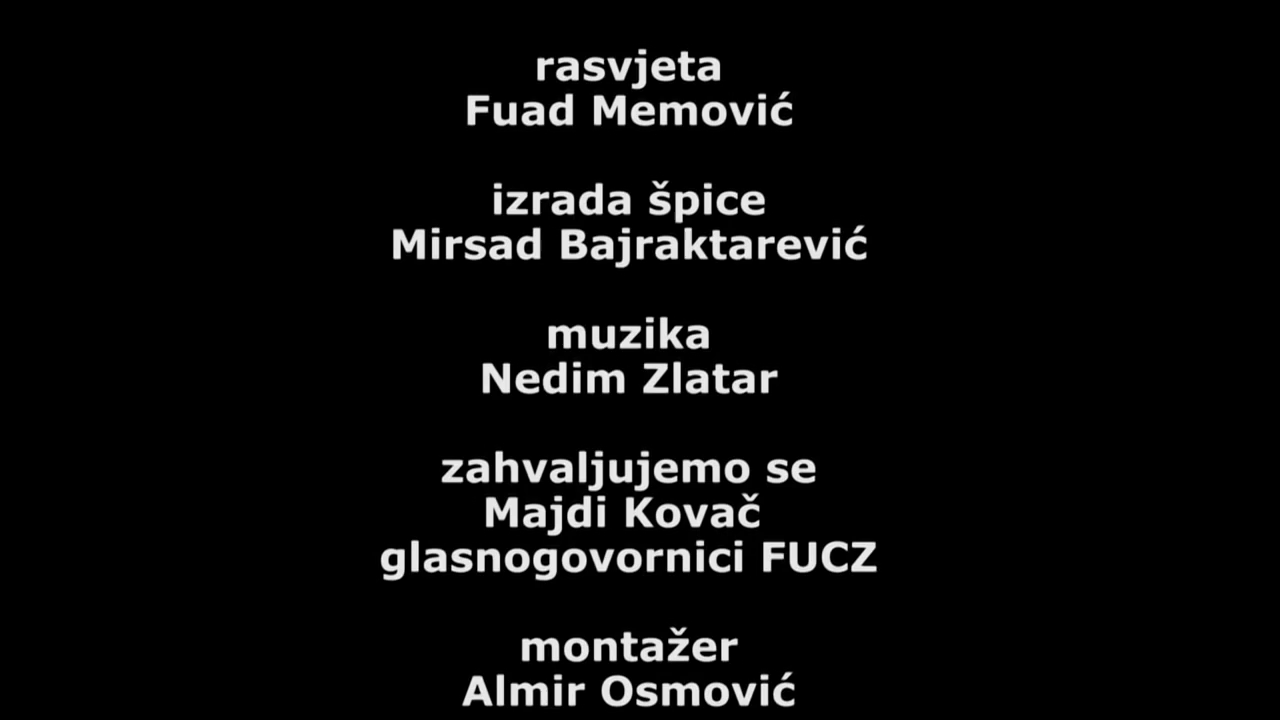 rasvjeta
Fuad Memović
izrada špice
Mirsad Bajraktarević
muzika
Nedim Zlatar
zahvaljujemo se
Majdi Kovač
glasnogovornici FUCZ
montažer
Almir Osmović